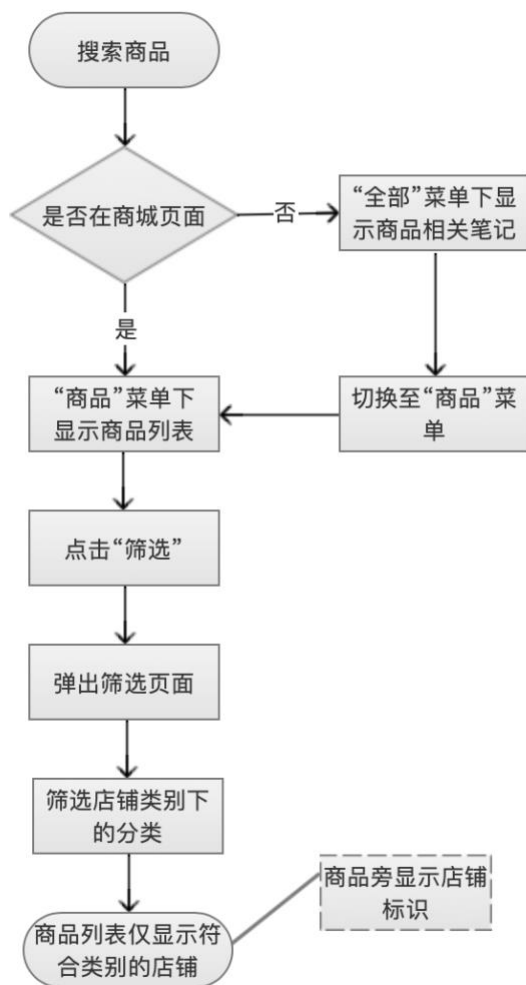 搜索商品
是否在商城页面
否
“全部”菜单下显
示商品相关笔记
是
“商品”菜单下
显示商品列表
切换至“商品”菜
单
点击“筛选”
弹出筛选页面
筛选店铺类别下
的分类
商品旁显示店铺
标识
商品列表仅显示符
合类别的店铺